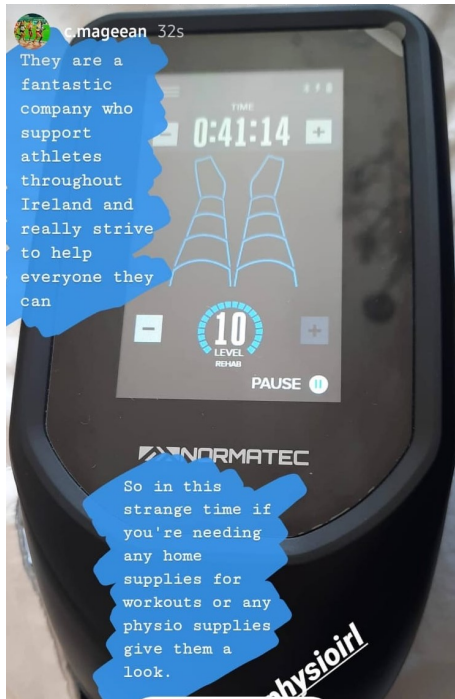 c.mageean 32s
They are a
fantastic
company who
support
athletes
throughout
Ireland and
really strive
to help
everyone they
can
TIME
- 0:41:14 +
- 10 +
LEVEL
REHAB
PAUSE
NORMATEC
So in this
strange time if
you're needing
any home
supplies for
workouts or any
physio supplies
give them a
look.
physioirl